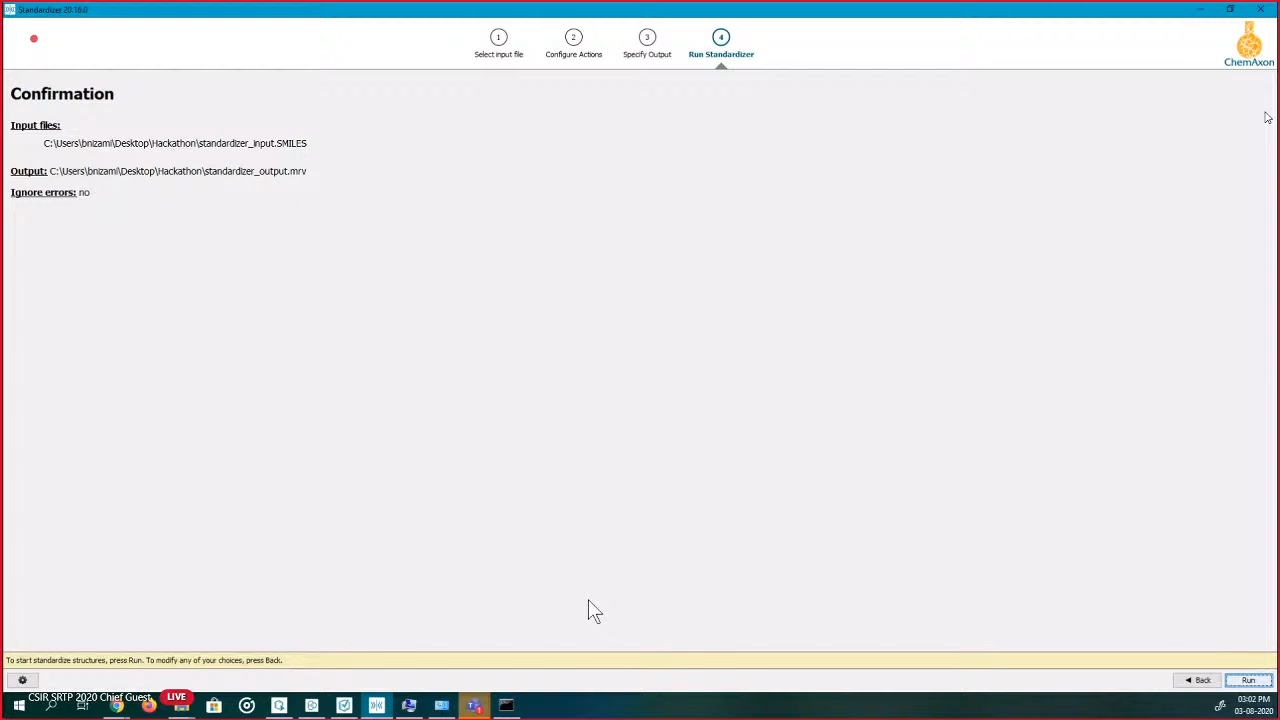 Standardizer 20.16.0
1
2
3
4
Select input file
Configure Actions
Specify Output
Run Standardizer
ChemAxon
Confirmation
Input files:
C:\Users\bnizami\Desktop\Hackathon\standardizer_input.SMILES
Output: C:\Users\bnizami\Desktop\Hackathon\standardizer_output.mrv
Ignore errors: no
To start standardize structures, press Run. To modify any of your choices, press Back.
Back
Run
CSIR SRTP 2020 Chief Guest
LIVE
03:02 PM
03-08-2020